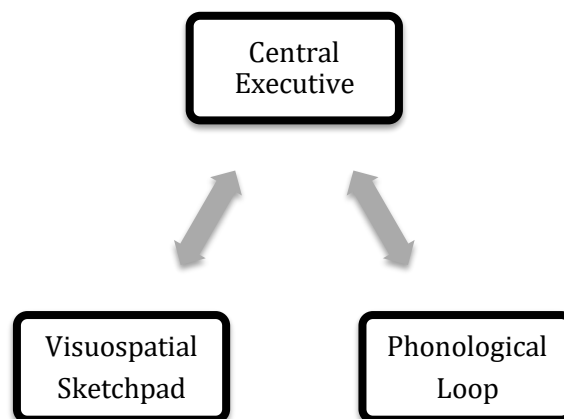 Central
Executive
Visuospatial
Sketchpad
Phonological
Loop